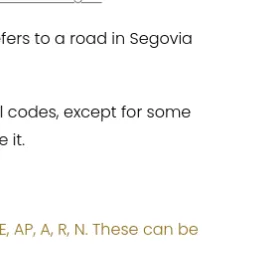 fers to a road in Segovia
l codes, except for some
e it.
E, AP, A, R, N. These can be